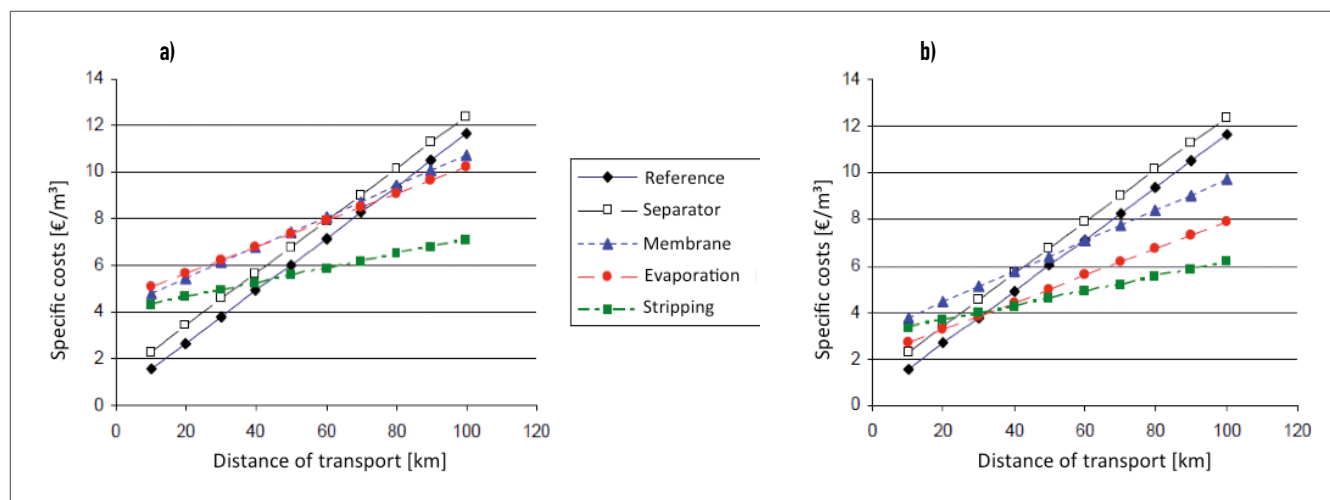 a)
14
12
10
8
6
4
2
0
Specific costs [€/m³]
0 20 40 60 80 100 120
Distance of transport [km]
Reference
Separator
Membrane
Evaporation
Stripping
b)
14
12
10
8
6
4
2
0
Specific costs [€/m³]
0 20 40 60 80 100 120
Distance of transport [km]